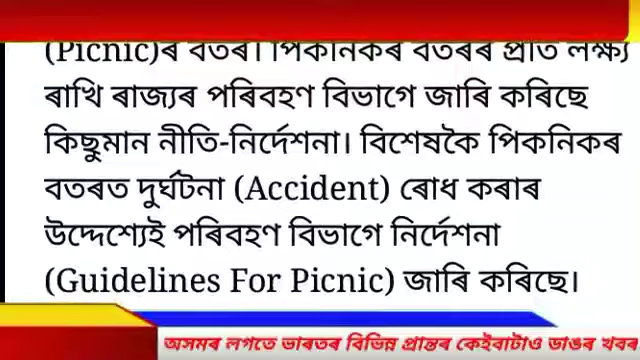 (Picnic)ৰ বতৰ। পিকনিকৰ বতৰৰ প্ৰতি লক্ষ্য
ৰাখি ৰাজ্যৰ পৰিবহণ বিভাগে জাৰি কৰিছে
কিছুমান নীতি-নিৰ্দেশনা। বিশেষকৈ পিকনিকৰ
বতৰত দুৰ্ঘটনা (Accident) ৰোধ কৰাৰ
উদ্দেশ্যেই পৰিবহণ বিভাগে নিৰ্দেশনা
(Guidelines For Picnic) জাৰি কৰিছে।
অসমৰ লগতে ভাৰতৰ বিভিন্ন প্ৰান্তৰ কেইবাটাও ডাঙৰ খবৰ